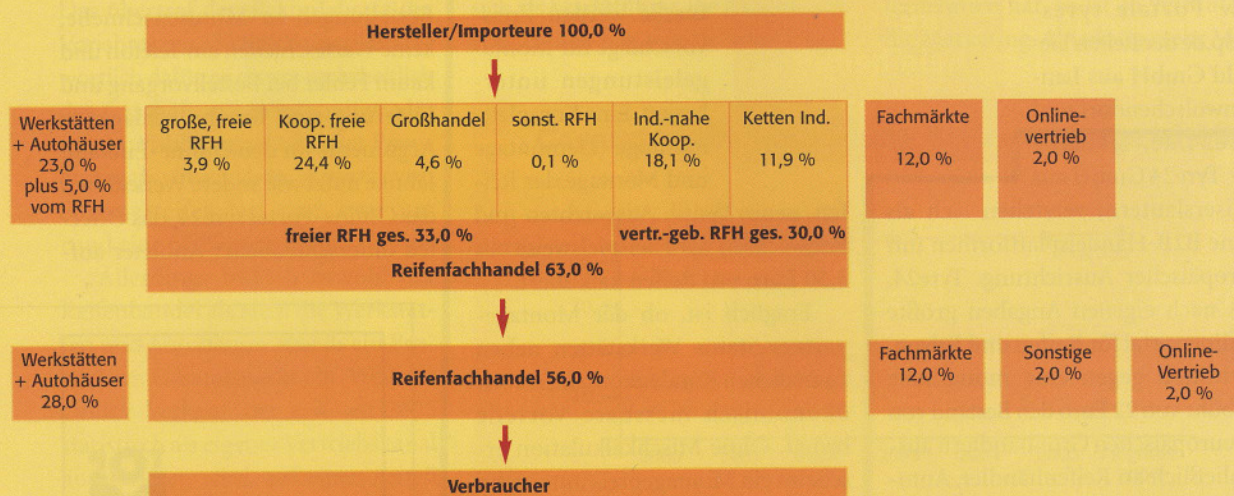 Hersteller/Importeure 100,0 %
Werkstätten
+ Autohäuser
23,0 %
plus 5,0 %
vom RFH
große, freie
RFH
3,9 %
Koop. freie
RFH
24,4 %
Großhandel
4,6 %
sonst. RFH
0,1 %
Ind.-nahe
Koop.
18,1 %
Ketten Ind.
11,9 %
Fachmärkte
12,0 %
Online-
vertrieb
2,0 %
freier RFH ges. 33,0 %
vertr.-geb. RFH ges. 30,0 %
Reifenfachhandel 63,0 %
Werkstätten
+ Autohäuser
28,0 %
Reifenfachhandel 56,0 %
Fachmärkte
12,0 %
Sonstige
2,0 %
Online-
Vertrieb
2,0 %
Verbraucher